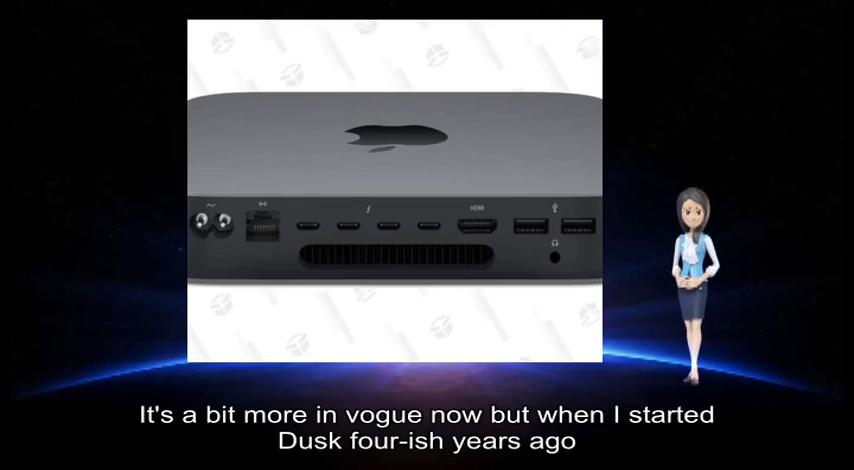 HDMI
It's a bit more in vogue now but when I started
Dusk four-ish years ago